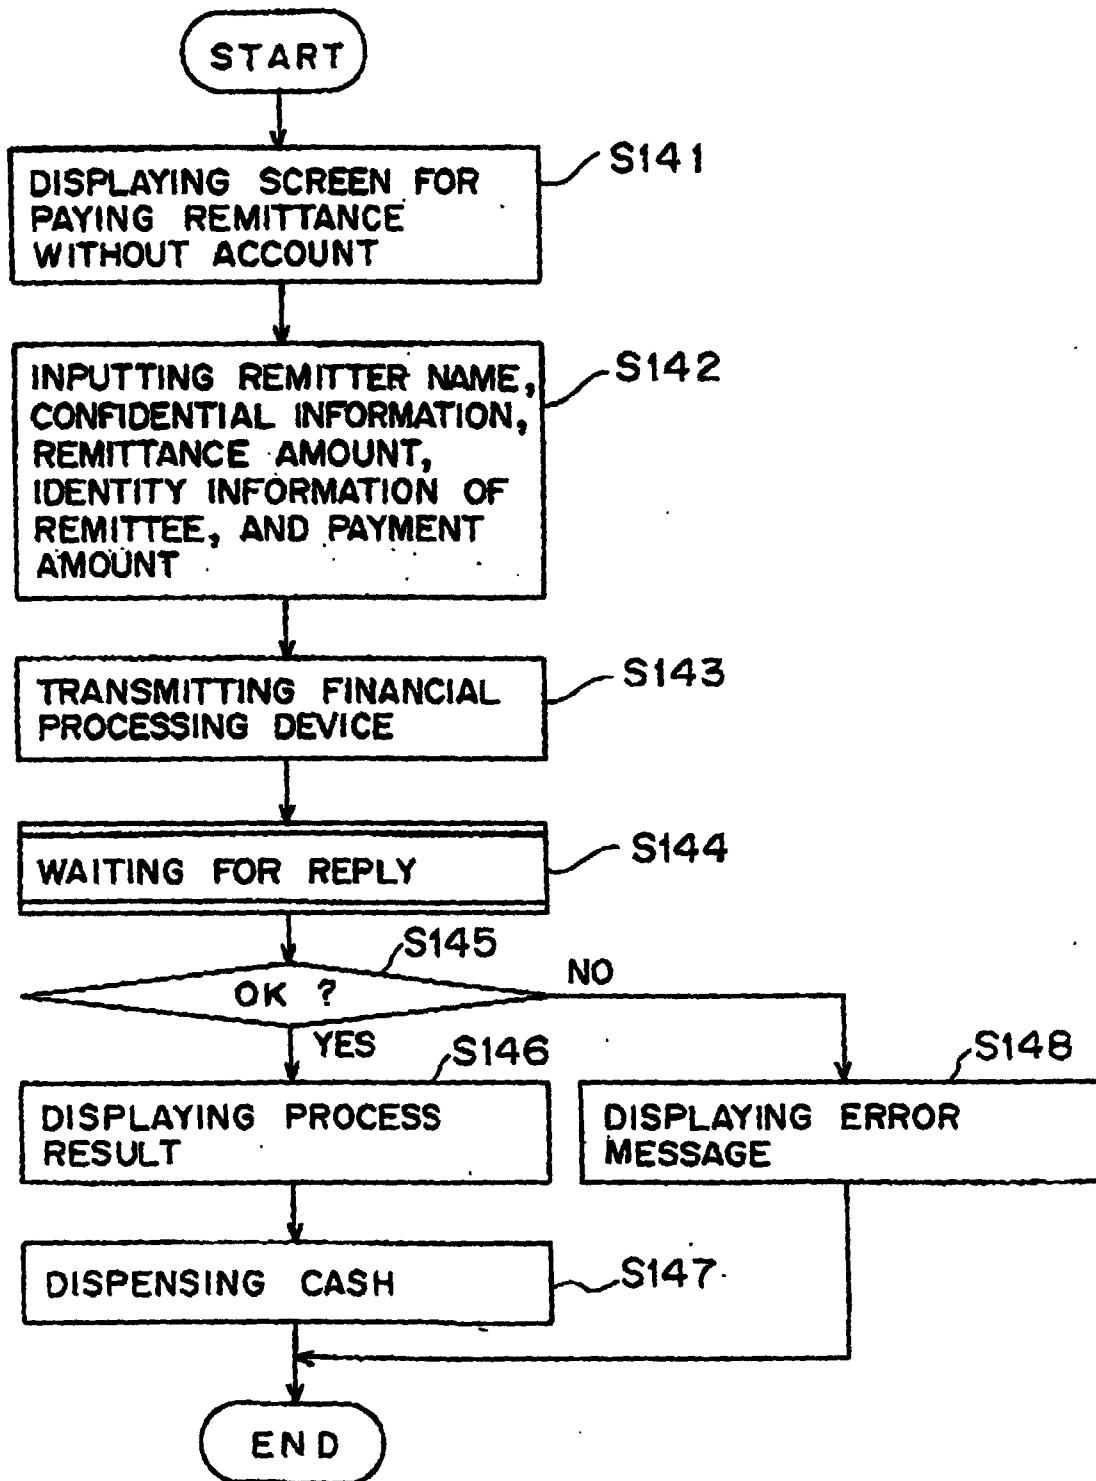 START
S141
DISPLAYING SCREEN FOR
PAYING REMITTANCE
WITHOUT ACCOUNT
S142
INPUTTING REMITTER NAME,
CONFIDENTIAL INFORMATION,
REMITTANCE AMOUNT,
IDENTITY INFORMATION OF
REMITTEE, AND PAYMENT
AMOUNT
S143
TRANSMITTING FINANCIAL
PROCESSING DEVICE
S144
WAITING FOR REPLY
S145
OK ?
NO
YES
S146
DISPLAYING PROCESS
RESULT
S148
DISPLAYING ERROR
MESSAGE
S147
DISPENSING CASH
END